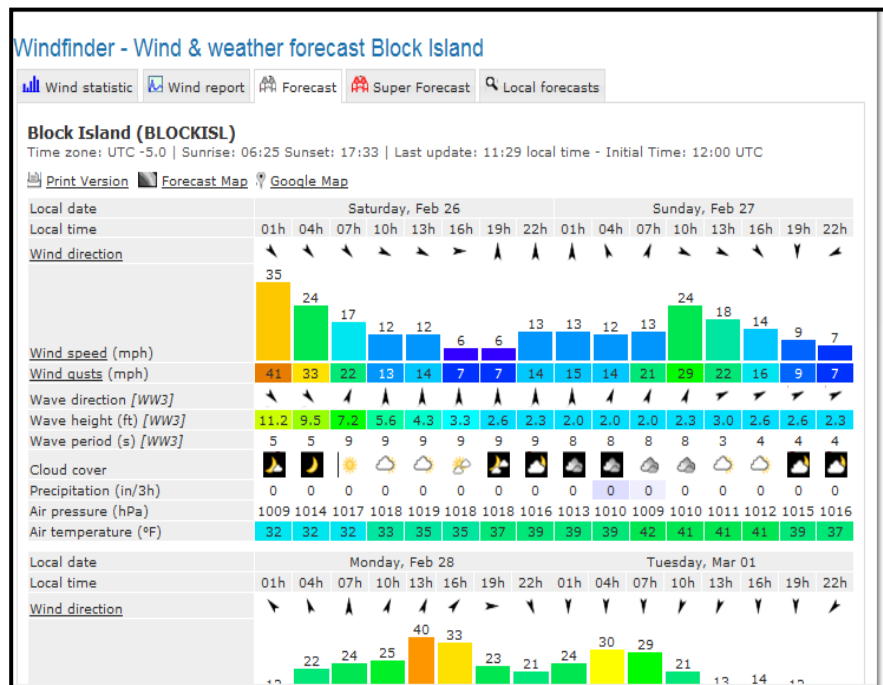 Windfinder - Wind & weather forecast Block Island
Wind statistic Wind report Forecast Super Forecast Local forecasts
Block Island (BLOCKISL)
Time zone: UTC -5.0 | Sunrise: 06:25 Sunset: 17:33 | Last update: 11:29 local time - Initial Time: 12:00 UTC
Print Version Forecast Map Google Map
Local date Saturday, Feb 26 Sunday, Feb 27
Local time 01h 04h 07h 10h 13h 16h 19h 22h 01h 04h 07h 10h 13h 16h 19h 22h
Wind direction
Wind speed (mph) 35 24 17 12 12 6 6 13 13 12 13 24 18 14 9 7
Wind gusts (mph) 41 33 22 13 14 7 7 14 15 14 21 29 22 16 9 7
Wave direction [WW3]
Wave height (ft) [WW3] 11.2 9.5 7.2 5.6 4.3 3.3 2.6 2.3 2.0 2.0 2.0 2.3 3.0 2.6 2.6 2.3
Wave period (s) [WW3] 5 5 9 9 9 9 9 9 8 8 8 8 3 4 4 4
Cloud cover
Precipitation (in/3h) 0 0 0 0 0 0 0 0 0 0 0 0 0 0 0 0
Air pressure (hPa) 1009 1014 1017 1018 1019 1018 1018 1016 1013 1010 1009 1010 1011 1012 1015 1016
Air temperature (°F) 32 32 32 33 35 35 37 39 39 39 42 41 41 41 39 37
Local date Monday, Feb 28 Tuesday, Mar 01
Local time 01h 04h 07h 10h 13h 16h 19h 22h 01h 04h 07h 10h 13h 16h 19h 22h
Wind direction
22 24 25 40 33 23 21 24 30 29 21 13 14